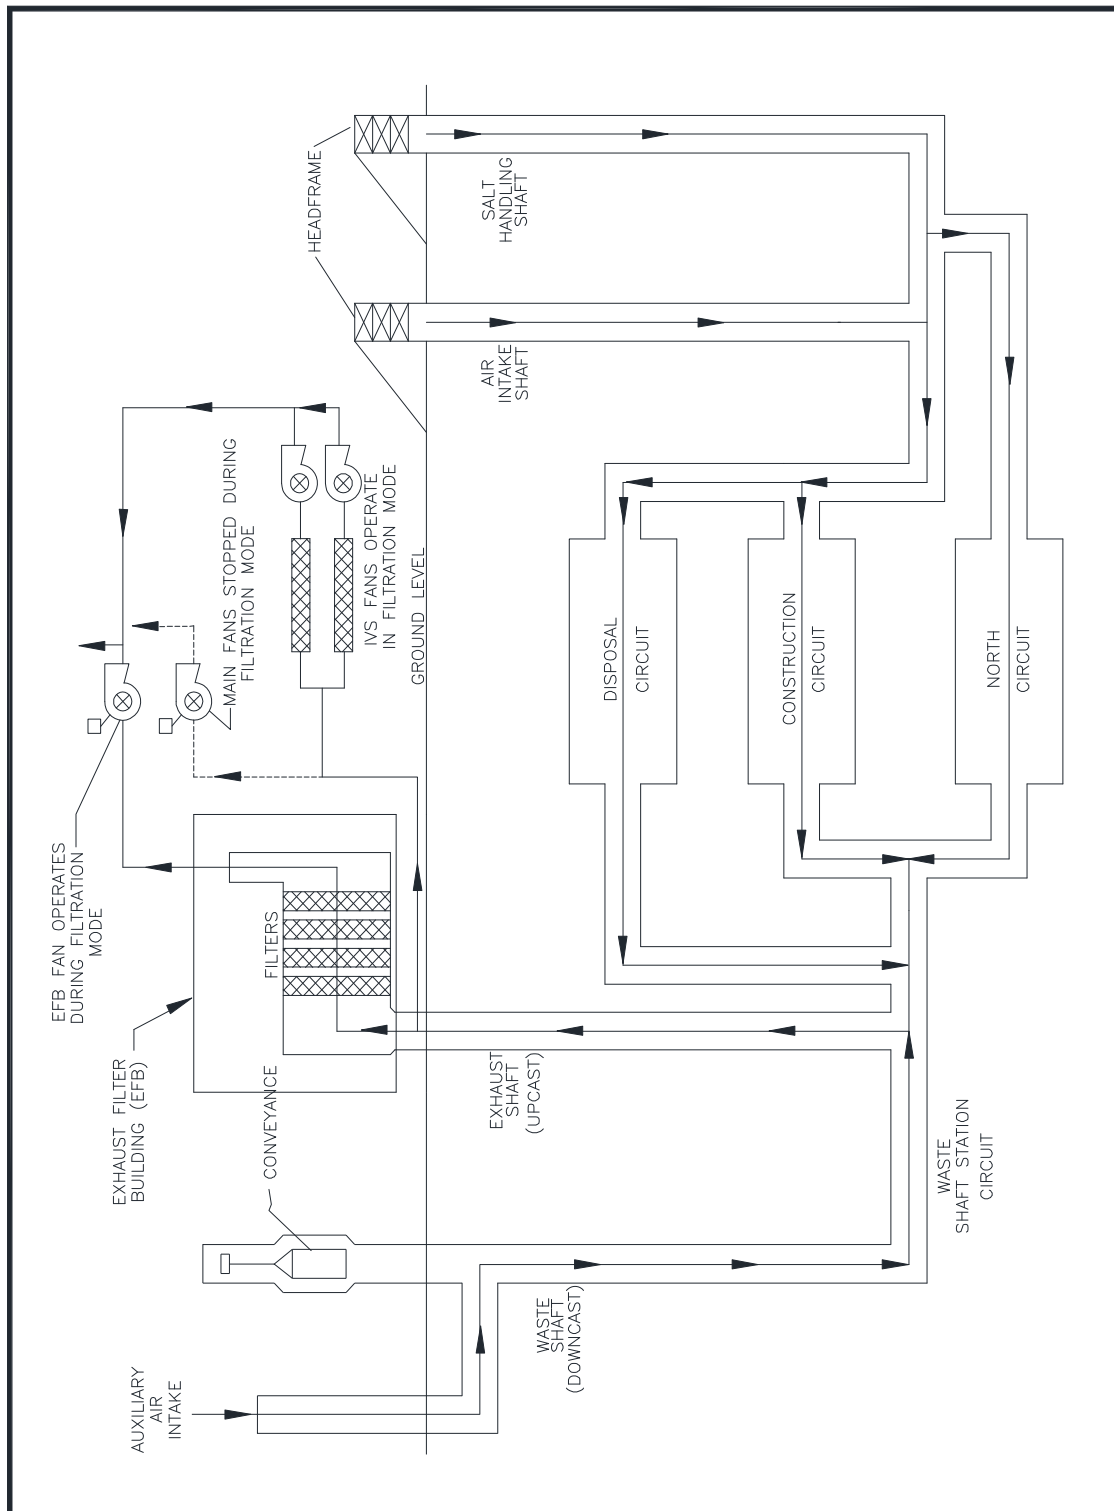 AUXILIARY
AIR
INTAKE
EXHAUST FILTER
BUILDING (EFB)
CONVEYANCE
EFB FAN OPERATES
DURING FILTRATION
MODE
FILTERS
MAIN FANS STOPPED DURING
FILTRATION MODE
IVS FANS OPERATE
IN FILTRATION MODE
HEADFRAME
GROUND LEVEL
WASTE
SHAFT
(DOWNCAST)
EXHAUST
SHAFT
(UPCAST)
AIR
INTAKE
SHAFT
SALT
HANDLING
SHAFT
DISPOSAL
CIRCUIT
CONSTRUCTION
CIRCUIT
NORTH
CIRCUIT
WASTE
SHAFT STATION
CIRCUIT